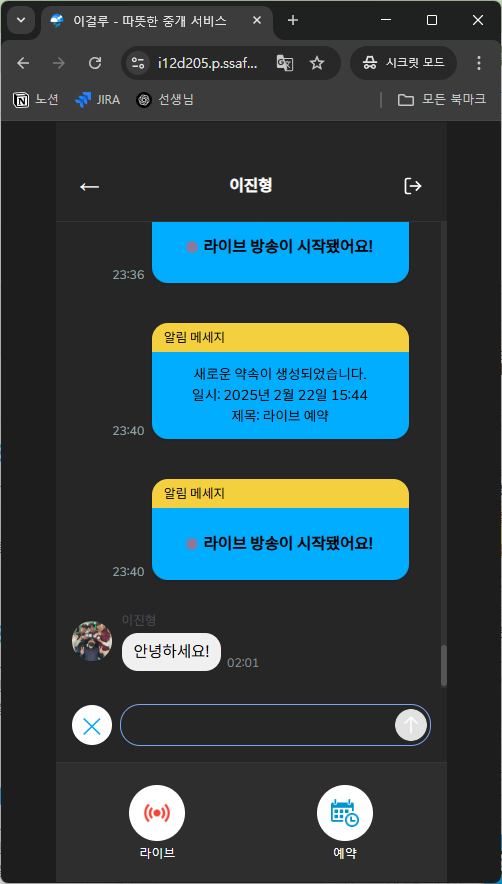 이걸루 - 따뜻한 중개 서비스
i12d205.p.ssaf...
시크릿 모드
노션
JIRA
선생님
모든 북마크
이진형
라이브 방송이 시작됐어요!
23:36
알림 메세지
새로운 약속이 생성되었습니다.
일시: 2025년 2월 22일 15:44
제목: 라이브 예약
23:40
알림 메세지
라이브 방송이 시작됐어요!
23:40
이진형
안녕하세요!
02:01
라이브
예약